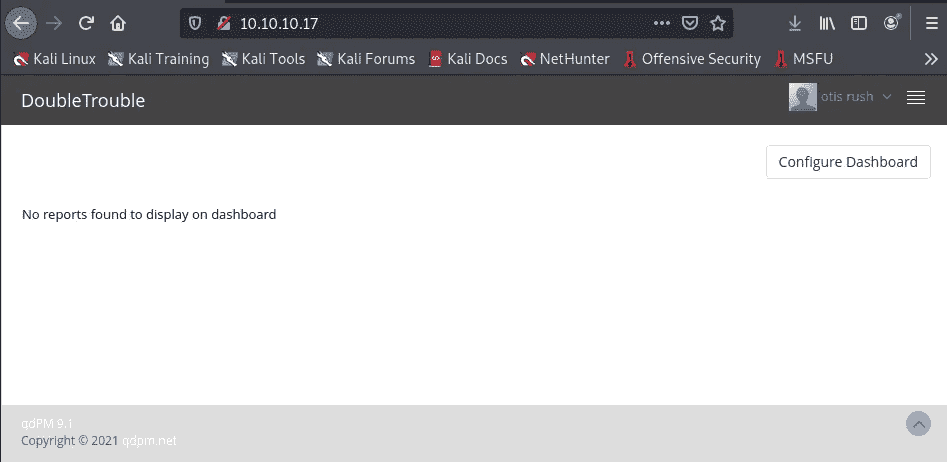 10.10.10.17
Kali Linux Kali Training Kali Tools Kali Forums Kali Docs NetHunter Offensive Security MSFU
DoubleTrouble otis rush
Configure Dashboard
No reports found to display on dashboard
qdPM 9.1
Copyright © 2021 qdpm.net